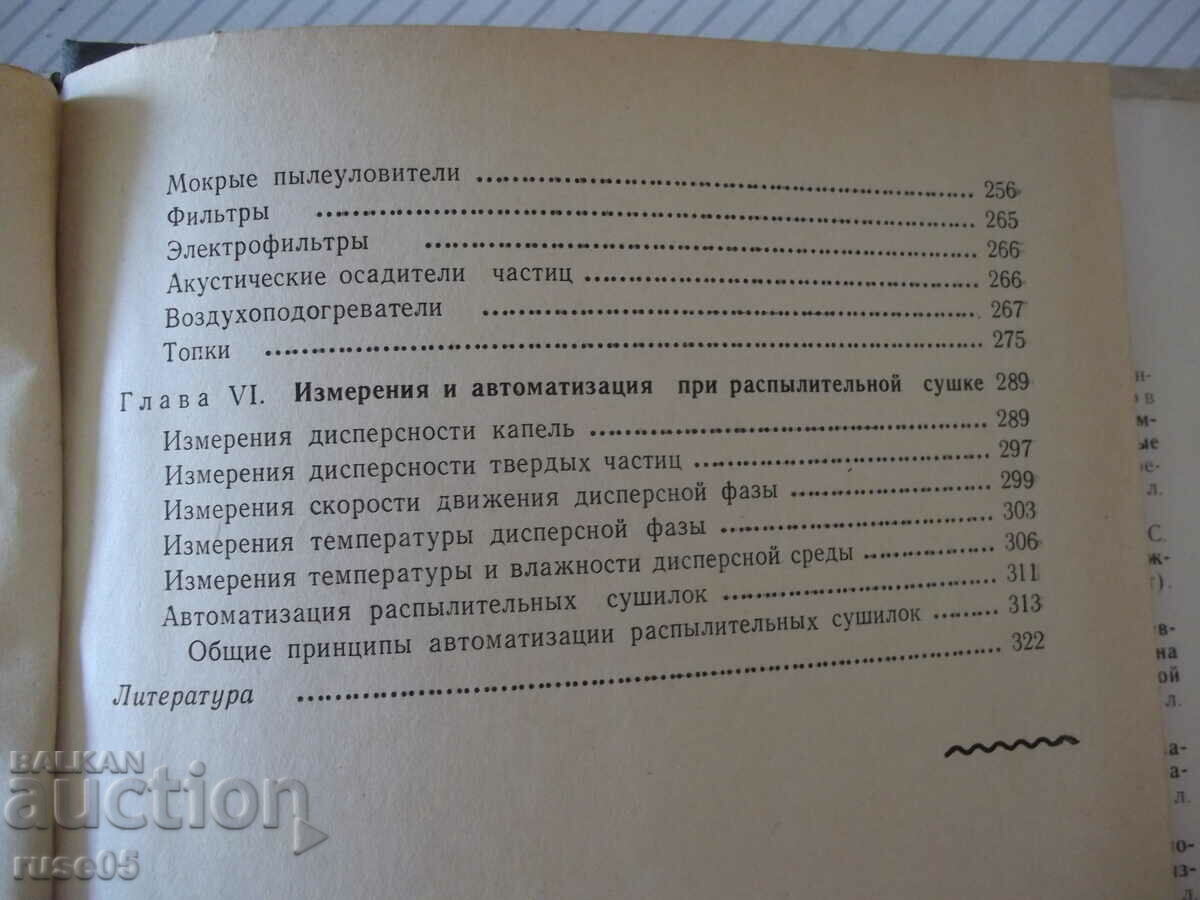 Мокрые пылеуловители 256
Фильтры 265
Электрофильтры 266
Акустические осадители частиц 266
Воздухоподогреватели 267
Топки 275
Глава VI. Измерения и автоматизация при распылительной сушке 289
Измерения дисперсности капель 289
Измерения дисперсности твердых частиц 297
Измерения скорости движения дисперсной фазы 299
Измерения температуры дисперсной фазы 303
Измерения температуры и влажности дисперсной среды 306
Автоматизация распылительных сушилок 311
Общие принципы автоматизации распылительных сушилок 313
Литература 322
BALKAN
auction
ruse05